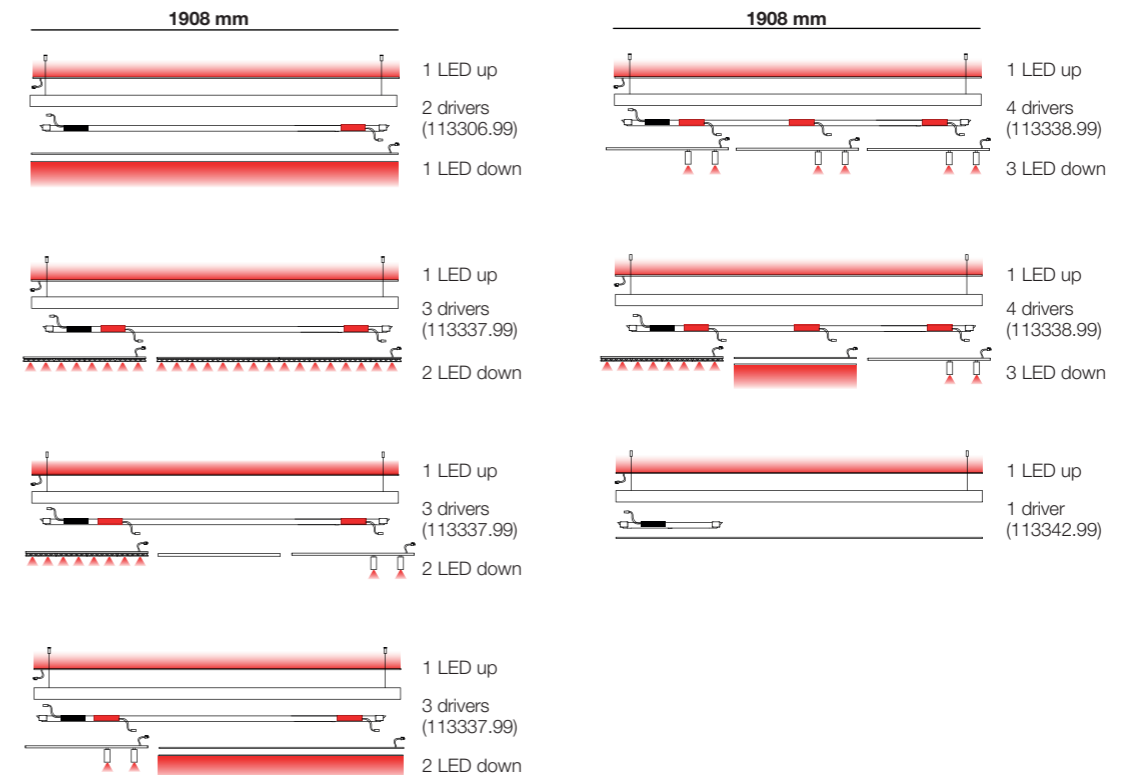 1908 mm
1 LED up
2 drivers
(113306.99)
1 LED down
1 LED up
3 drivers
(113337.99)
2 LED down
1 LED up
3 drivers
(113337.99)
2 LED down
1 LED up
3 drivers
(113337.99)
2 LED down
1908 mm
1 LED up
4 drivers
(113338.99)
3 LED down
1 LED up
4 drivers
(113338.99)
3 LED down
1 LED up
1 driver
(113342.99)